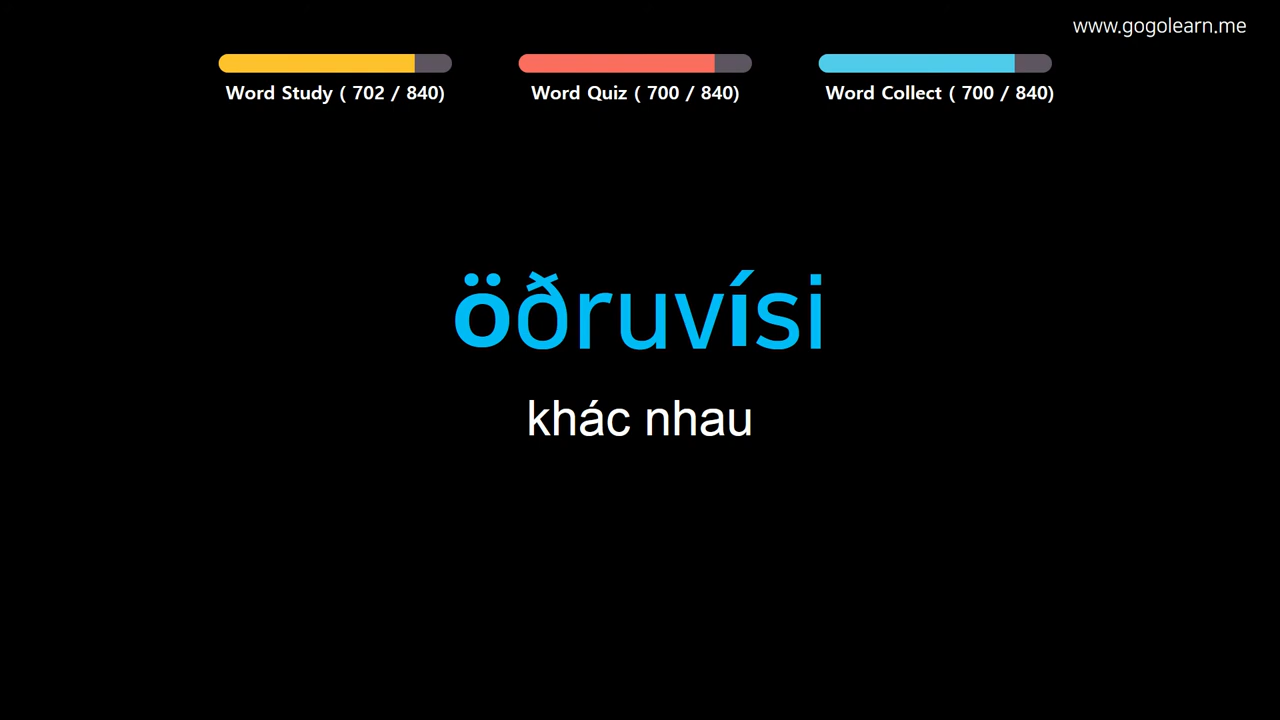 www.gogolearn.me
Word Study ( 702 / 840)
Word Quiz ( 700 / 840)
Word Collect ( 700 / 840)
öðruvísi
khác nhau